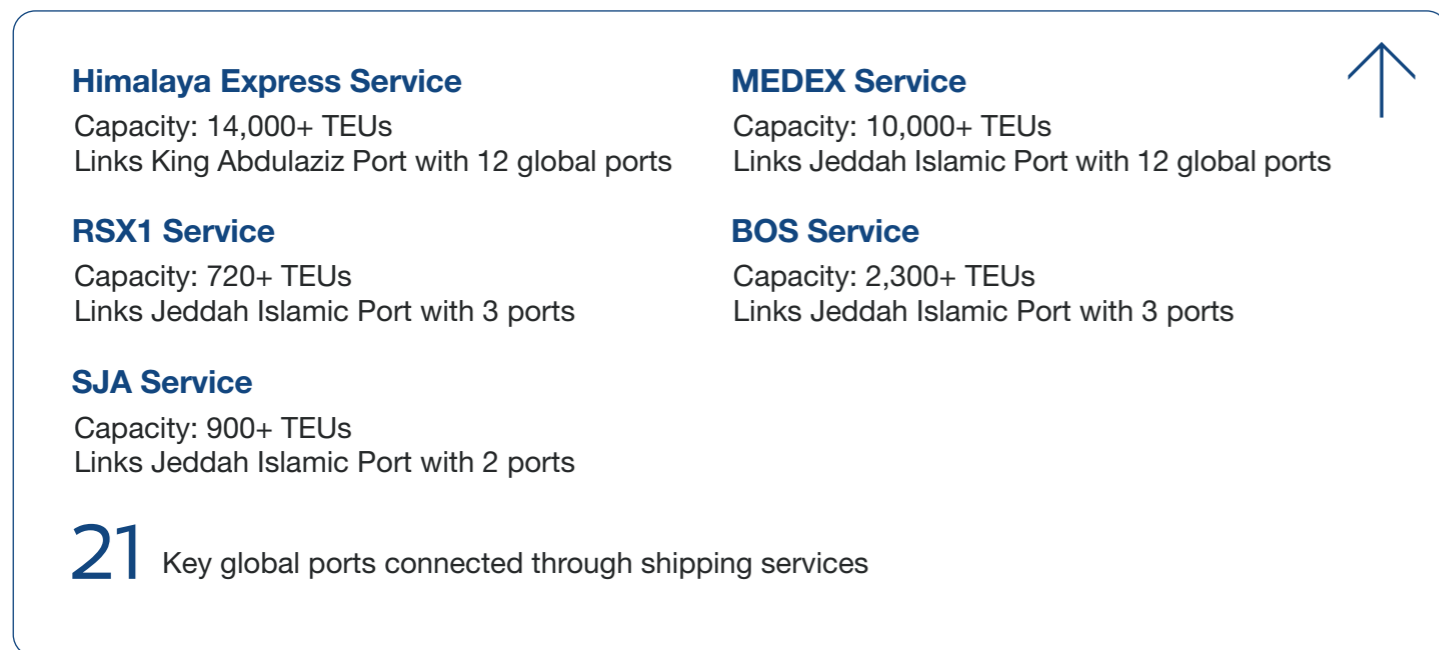 Himalaya Express Service
Capacity: 14,000+ TEUs
Links King Abdulaziz Port with 12 global ports
MEDEX Service
Capacity: 10,000+ TEUs
Links Jeddah Islamic Port with 12 global ports
RSX1 Service
Capacity: 720+ TEUs
Links Jeddah Islamic Port with 3 ports
BOS Service
Capacity: 2,300+ TEUs
Links Jeddah Islamic Port with 3 ports
SJA Service
Capacity: 900+ TEUs
Links Jeddah Islamic Port with 2 ports
21 Key global ports connected through shipping services